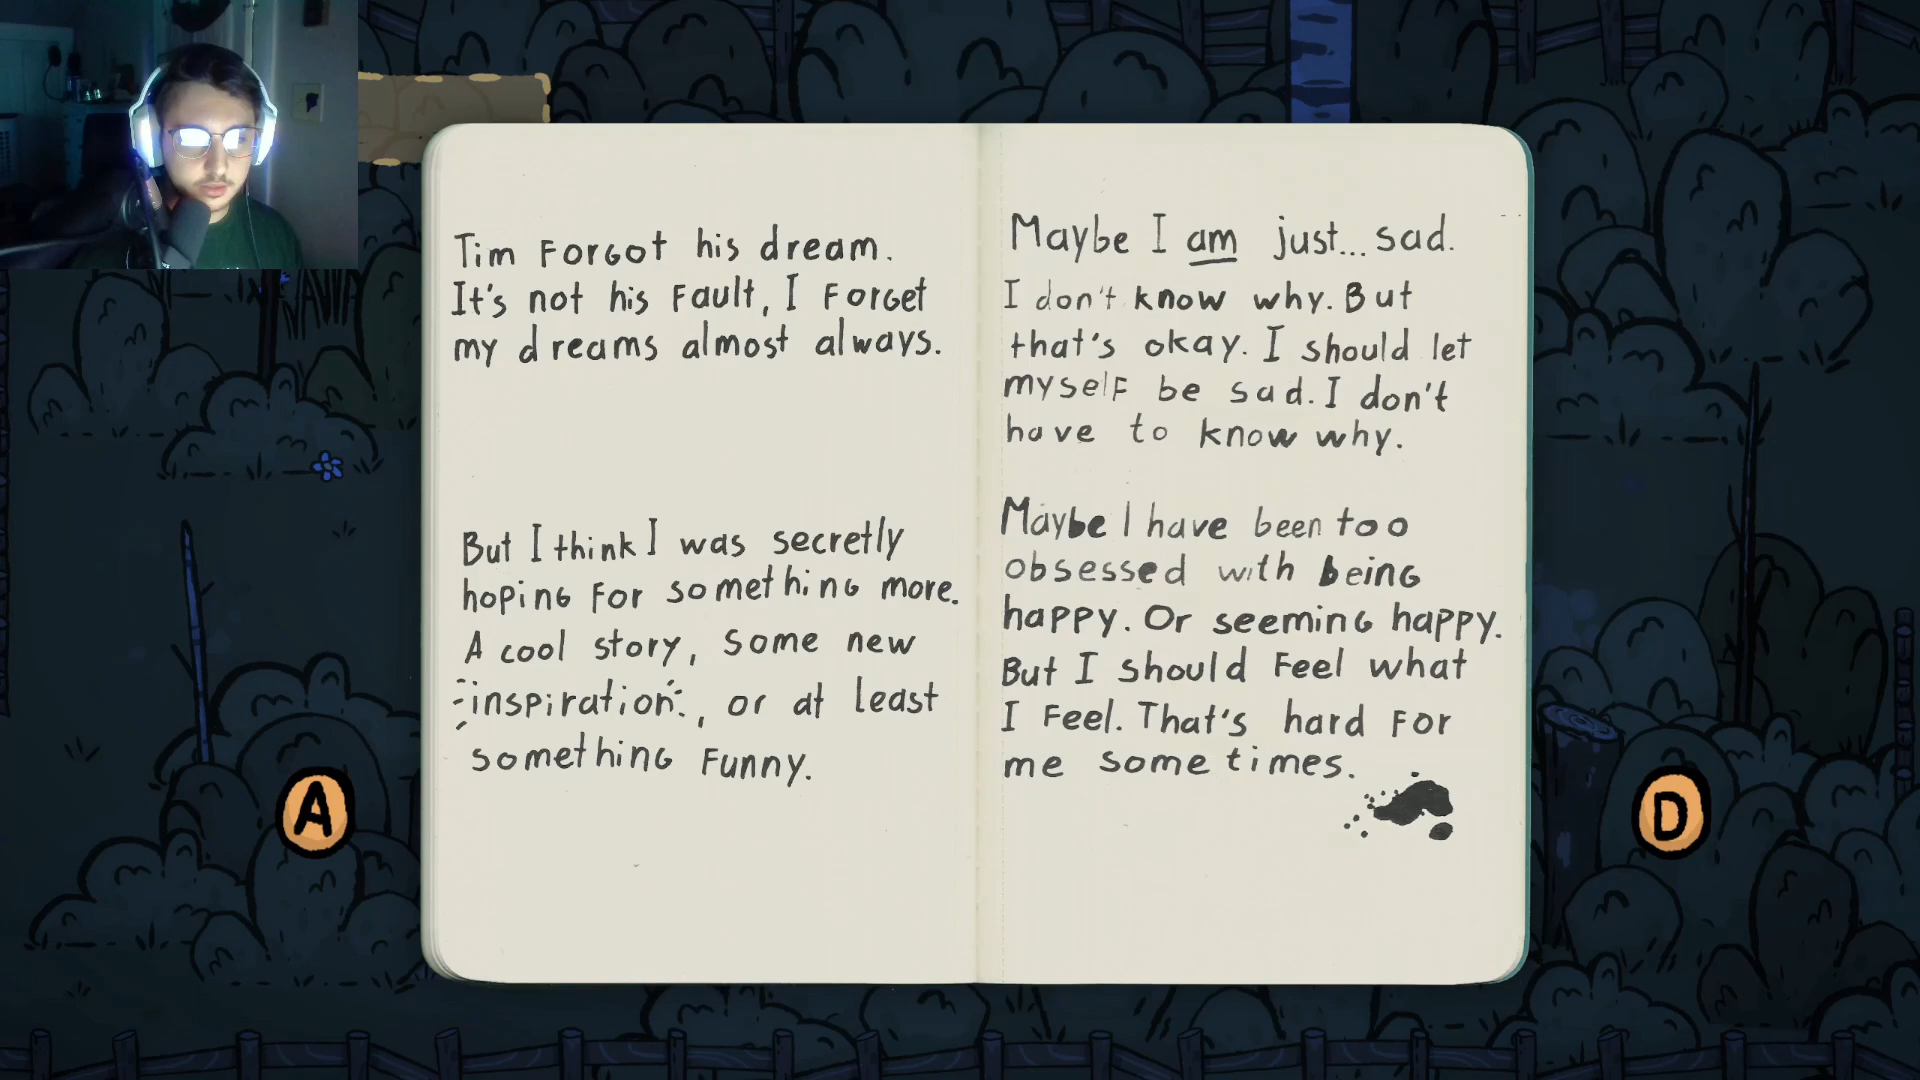 Tim Forgot his dream.
It's not his Fault, I Forget
my dreams almost always.
But I think I was secretly
hoping For something more.
A cool story, some new
inspiration, or at least
something Funny.
Maybe I am just... sad.
I don't know why. But
that's okay. I should let
myself be sad. I don't
have to know why.
Maybe I have been too
obsessed with being
happy. Or seeming happy.
But I should Feel what
I Feel. That's hard For
me some times.
A
D